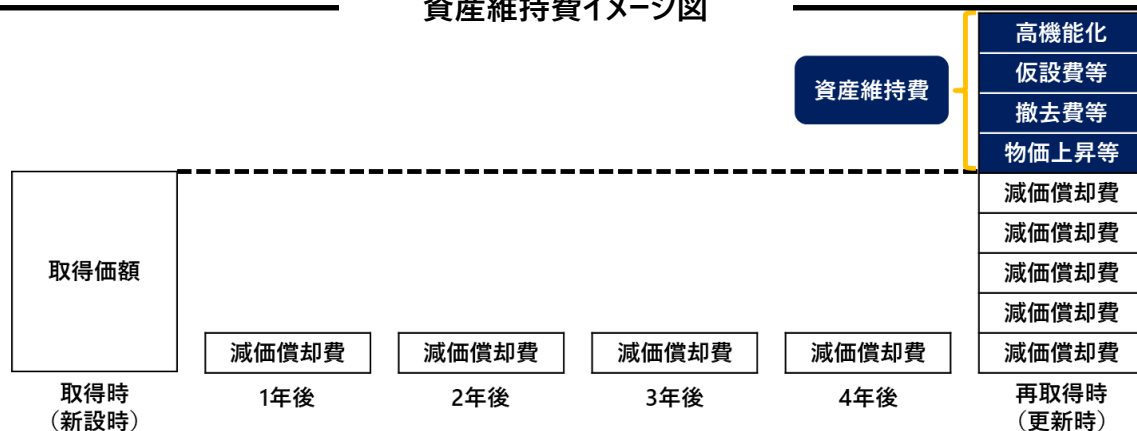 資産維持費イメージ図
高機能化
仮設費等
資産維持費
撤去費等
物価上昇等
減価償却費
減価償却費
取得価額
減価償却費
減価償却費
減価償却費
減価償却費
減価償却費
減価償却費
減価償却費
取得時
（新設時）
1年後
2年後
3年後
4年後
再取得時
（更新時）